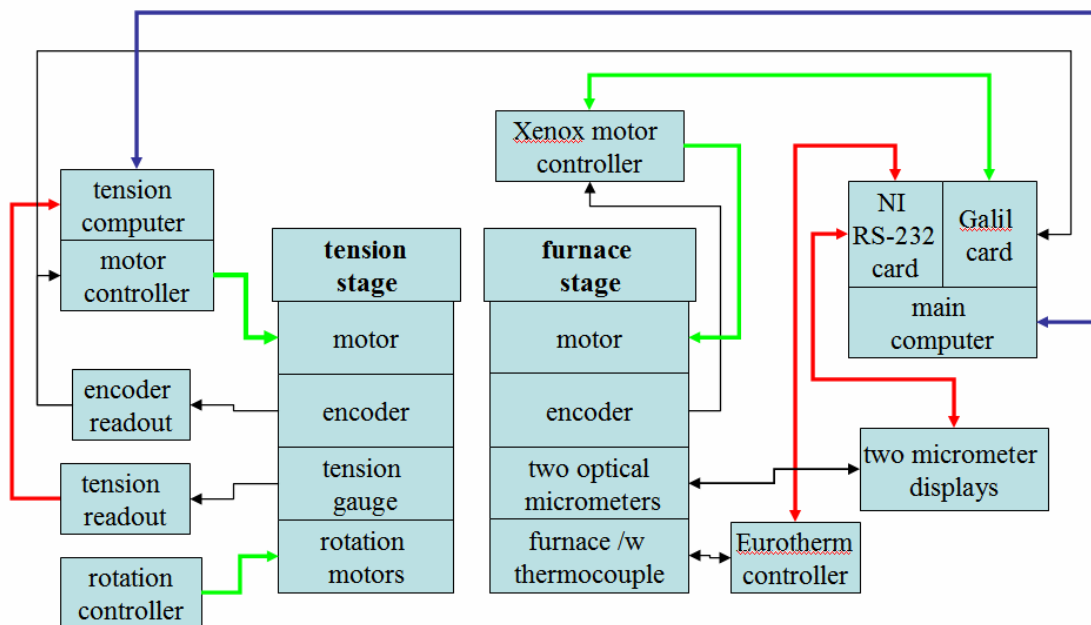 Xenox motor
controller
tension
computer
motor
controller
tension
stage
furnace
stage
NI
RS-232
card
Galil
card
main
computer
motor
motor
encoder
readout
encoder
encoder
tension
readout
tension
gauge
two optical
micrometers
two micrometer
displays
rotation
controller
rotation
motors
furnace /w
thermocouple
Eurotherm
controller